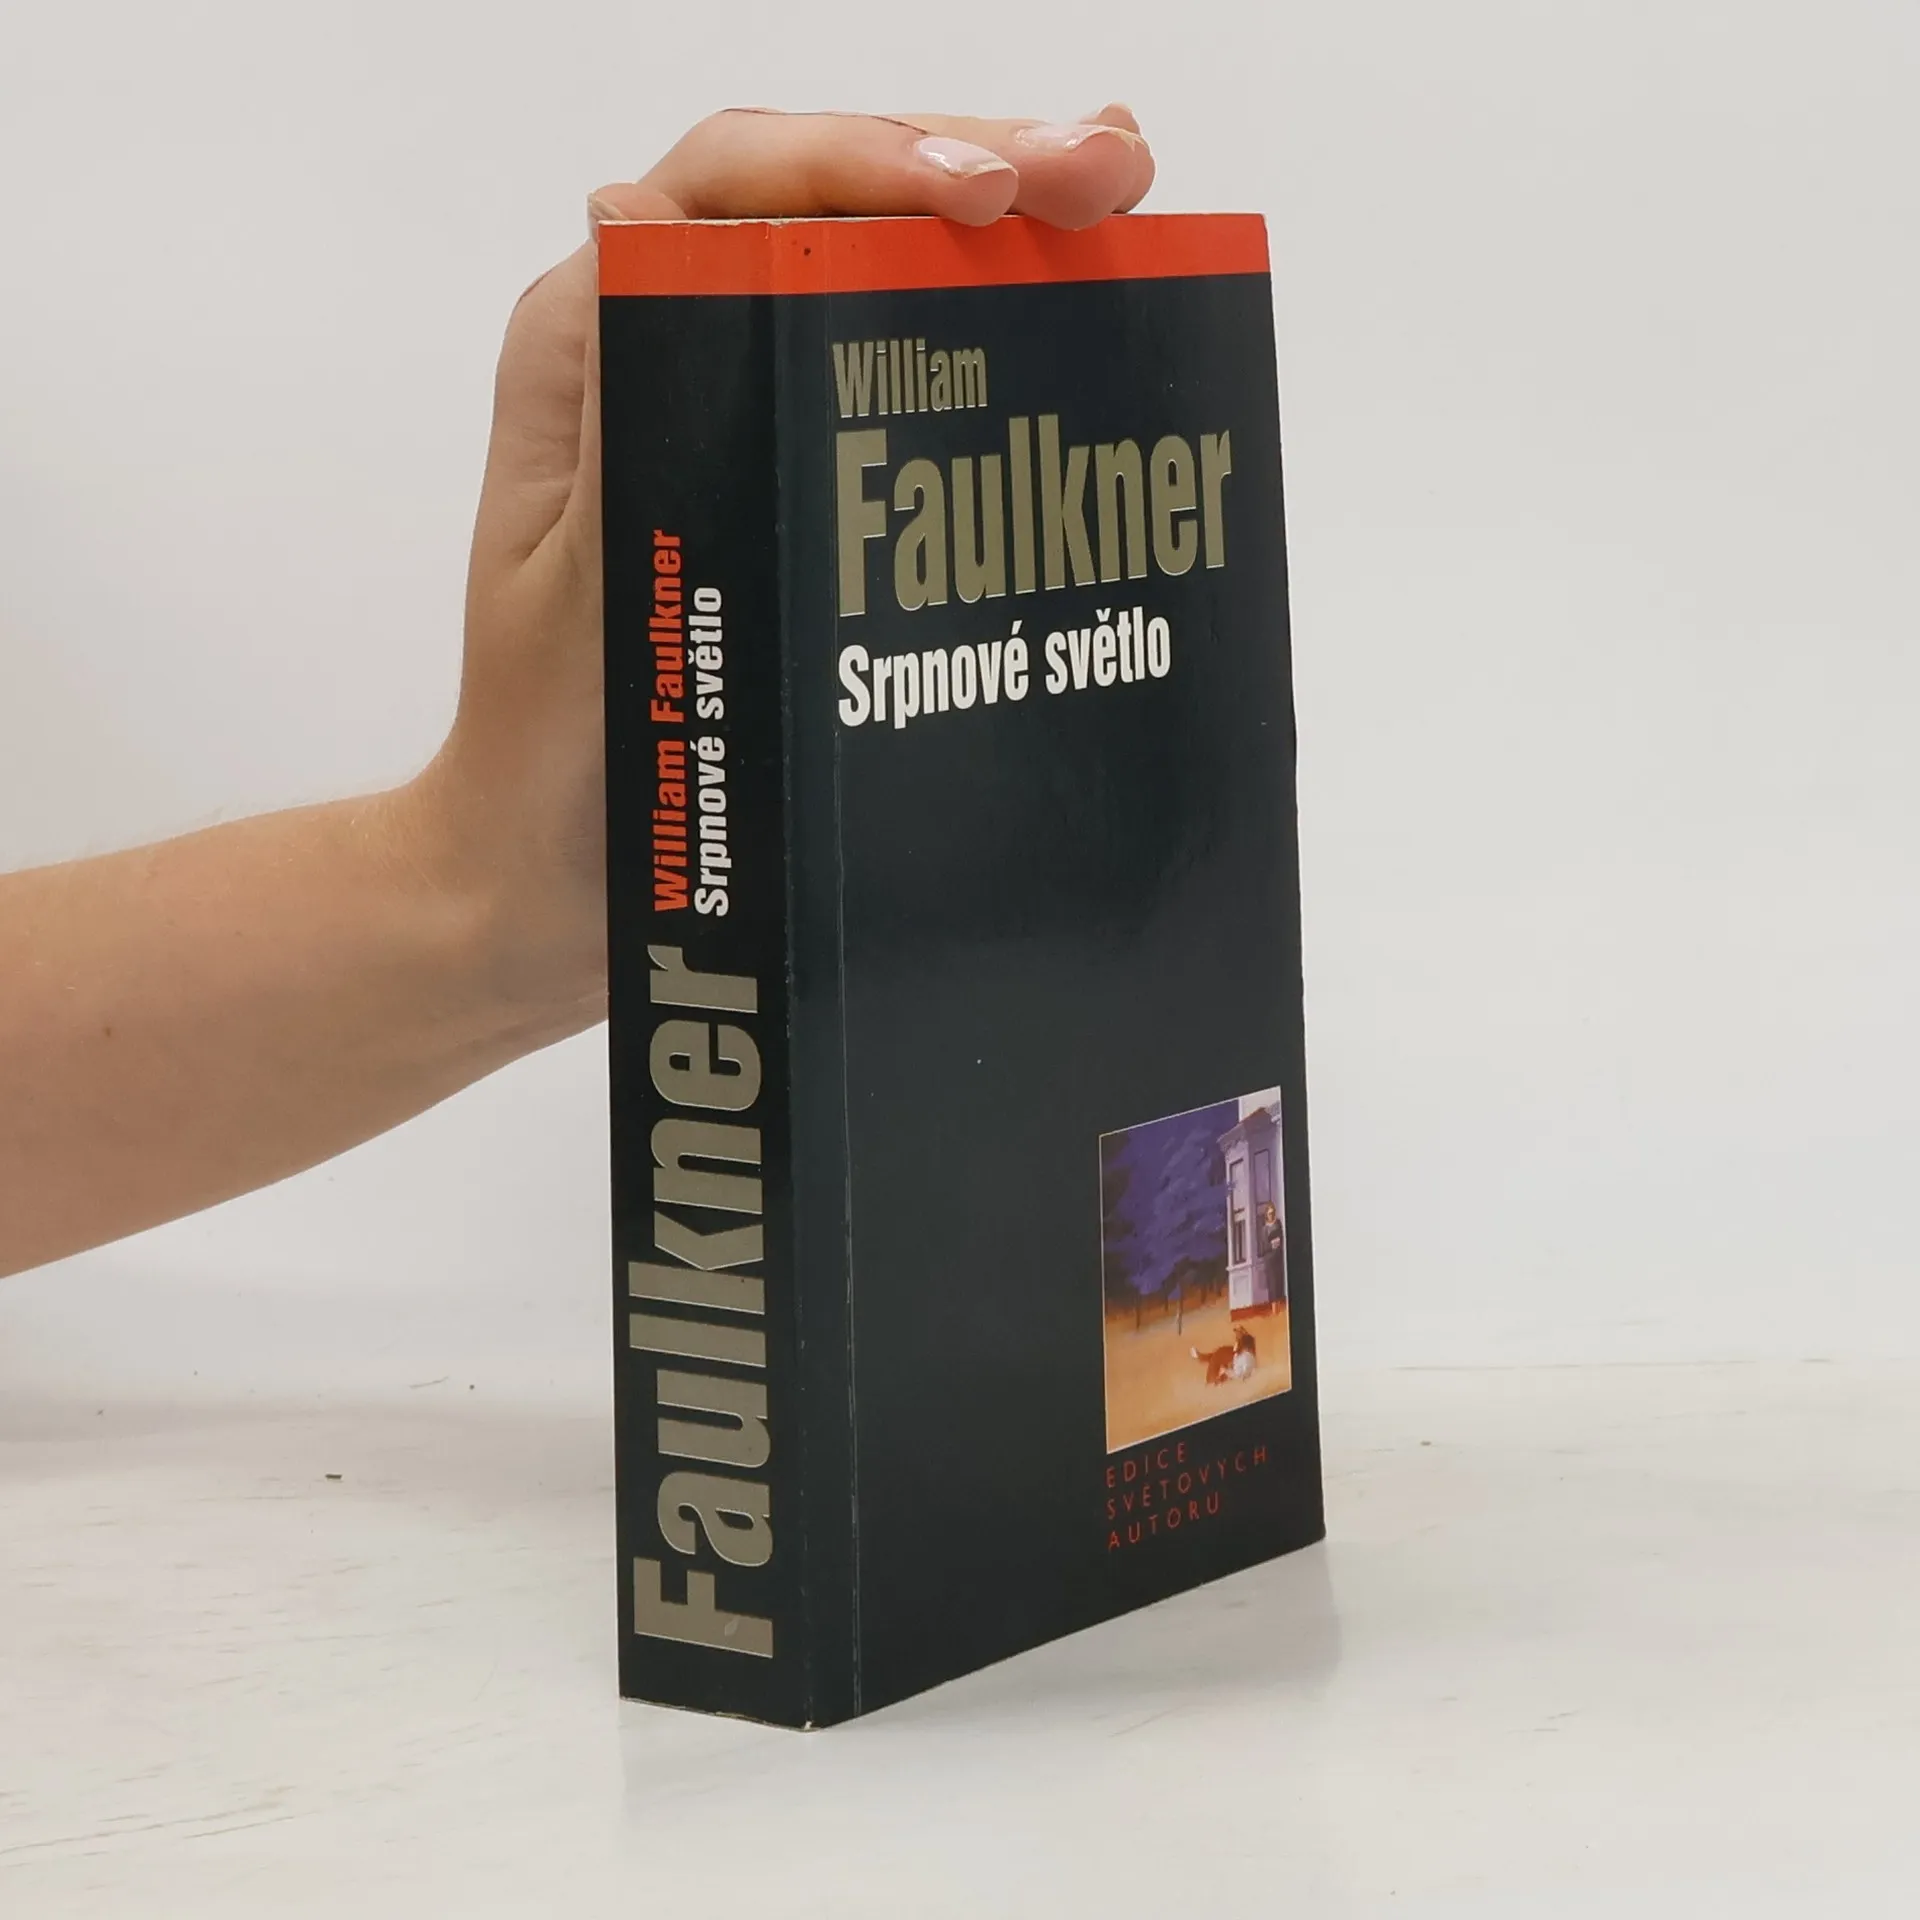 William
Faulkner
Srpnové světlo
EDICE
SVĚTOVÝCH
AUTORŮ
William Faulkner
Srpnové světlo
Faulkner